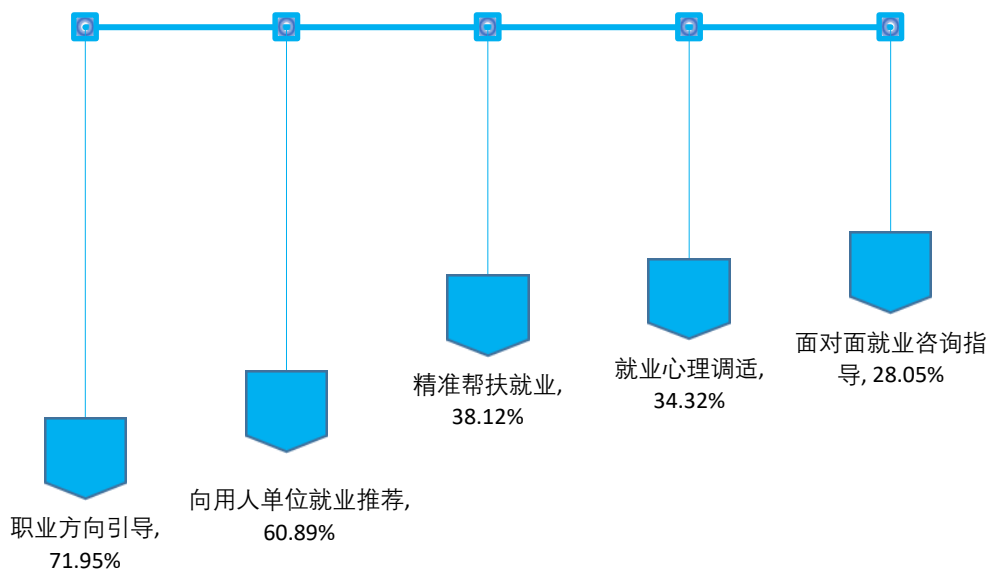 职业方向引导,
71.95%
向用人单位就业推荐,
60.89%
精准帮扶就业,
38.12%
就业心理调适,
34.32%
面对面就业咨询指
导, 28.05%